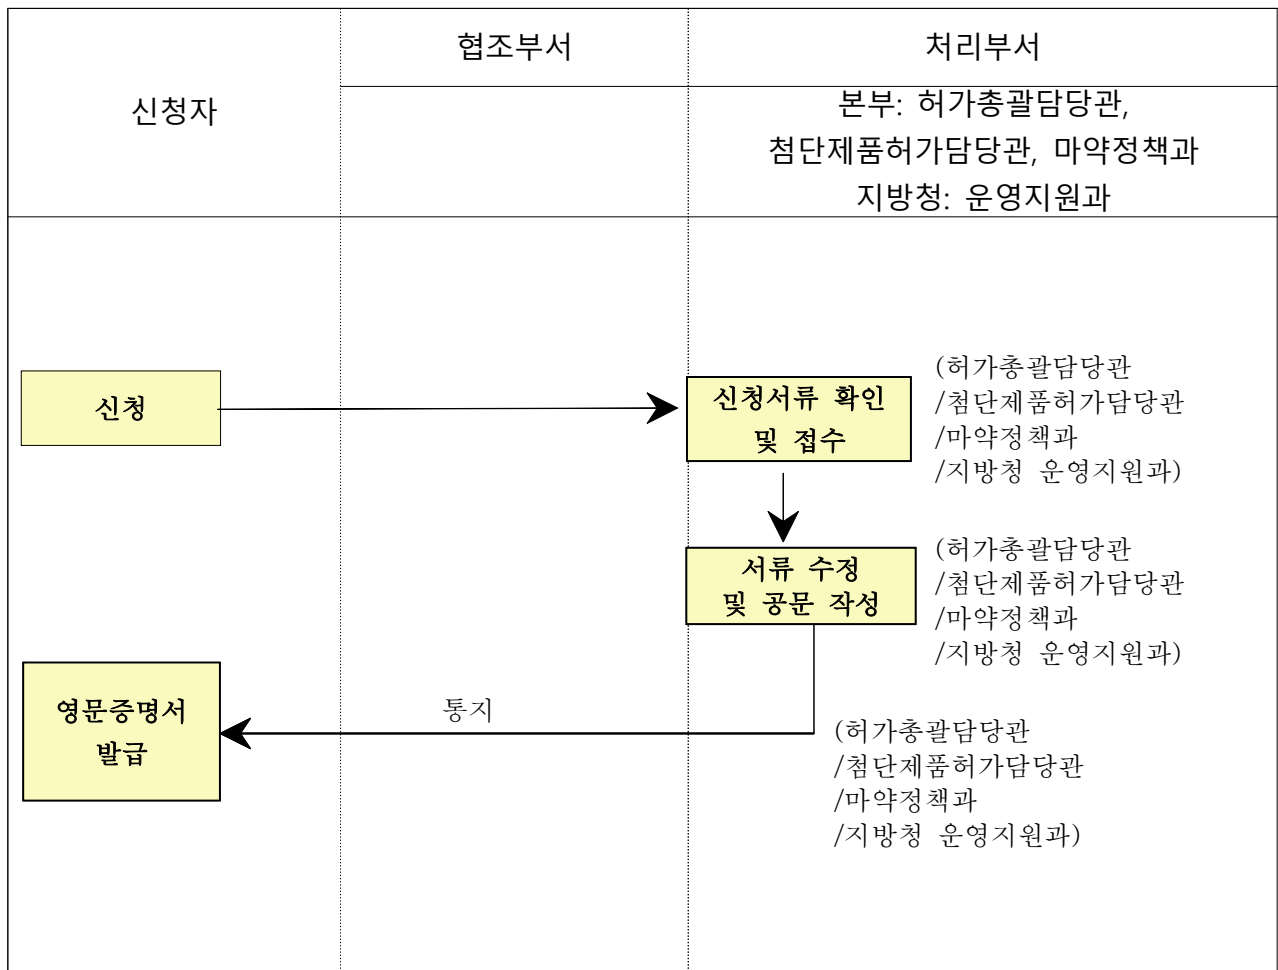 신청자
협조부서
처리부서
본부: 허가총괄담당관,
첨단제품허가담당관, 마약정책과
지방청: 운영지원과
신청
신청서류 확인
및 접수
(허가총괄담당관
/첨단제품허가담당관
/마약정책과
/지방청 운영지원과)
서류 수정
및 공문 작성
(허가총괄담당관
/첨단제품허가담당관
/마약정책과
/지방청 운영지원과)
영문증명서
발급
통지
(허가총괄담당관
/첨단제품허가담당관
/마약정책과
/지방청 운영지원과)